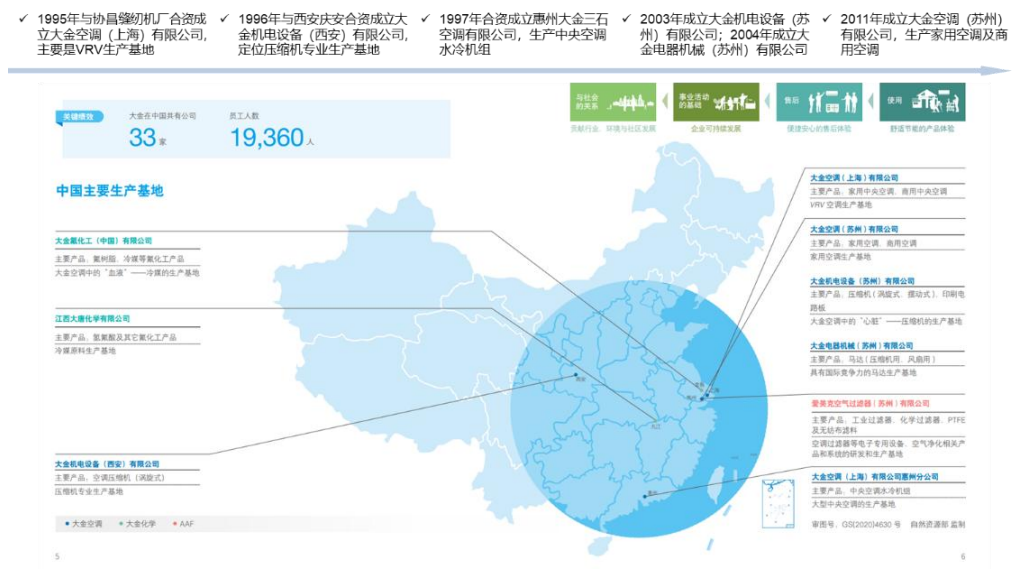 ✓ 1995年与协昌缝纫机厂合资成
立大金空调（上海）有限公司，
主要是VRV生产基地
✓ 1996年与西安庆安合资成立大
金机电设备（西安）有限公司，
定位压缩机专业生产基地
✓ 1997年合资成立惠州大金三石
空调有限公司，生产中央空调
水冷机组
✓ 2003年成立大金机电设备（苏
州）有限公司；2004年成立大
金电器机械（苏州）有限公司
✓ 2011年成立大金空调（苏州）
有限公司，生产家用空调及商
用空调
与社会
的关系
贡献行业、环境与社区发展
事业活动
的基础
企业可持续发展
售后
便捷安心的售后体验
使用
舒适节能的产品体验
关键绩效
大金在中国共有公司
33 家
员工人数
19,360 人
中国主要生产基地
大金氟化工（中国）有限公司
主要产品：氟树脂、冷媒等氟化工产品
大金空调中的“血液”——冷媒的生产基地
江西大唐化学有限公司
主要产品：氢氟酸及其它氟化工产品
冷媒原料生产基地
大金机电设备（西安）有限公司
主要产品：空调压缩机（涡旋式）
压缩机专业生产基地
大金空调（上海）有限公司
主要产品：家用中央空调、商用中央空调
VRV 空调生产基地
大金空调（苏州）有限公司
主要产品：家用空调、商用空调
家用空调生产基地
大金机电设备（苏州）有限公司
主要产品：压缩机（涡旋式、摆动式）、印刷电
路板
大金空调中的“心脏”——压缩机的生产基地
大金电器机械（苏州）有限公司
主要产品：马达（压缩机用、风扇用）
具有国际竞争力的马达生产基地
爱美克空气过滤器（苏州）有限公司
主要产品：工业过滤器、化学过滤器、PTFE
及无纺布滤料
空调过滤器等电子专用设备、空气净化相关产
品和系统的研发和生产基地
大金空调（上海）有限公司惠州分公司
主要产品：中央空调水冷机组
大型中央空调的生产基地
西安
上海
苏州
九江
惠州
● 大金空调 ● 大金化学 ● AAF
审图号：GS(2020)4630 号 自然资源部 监制
5
6